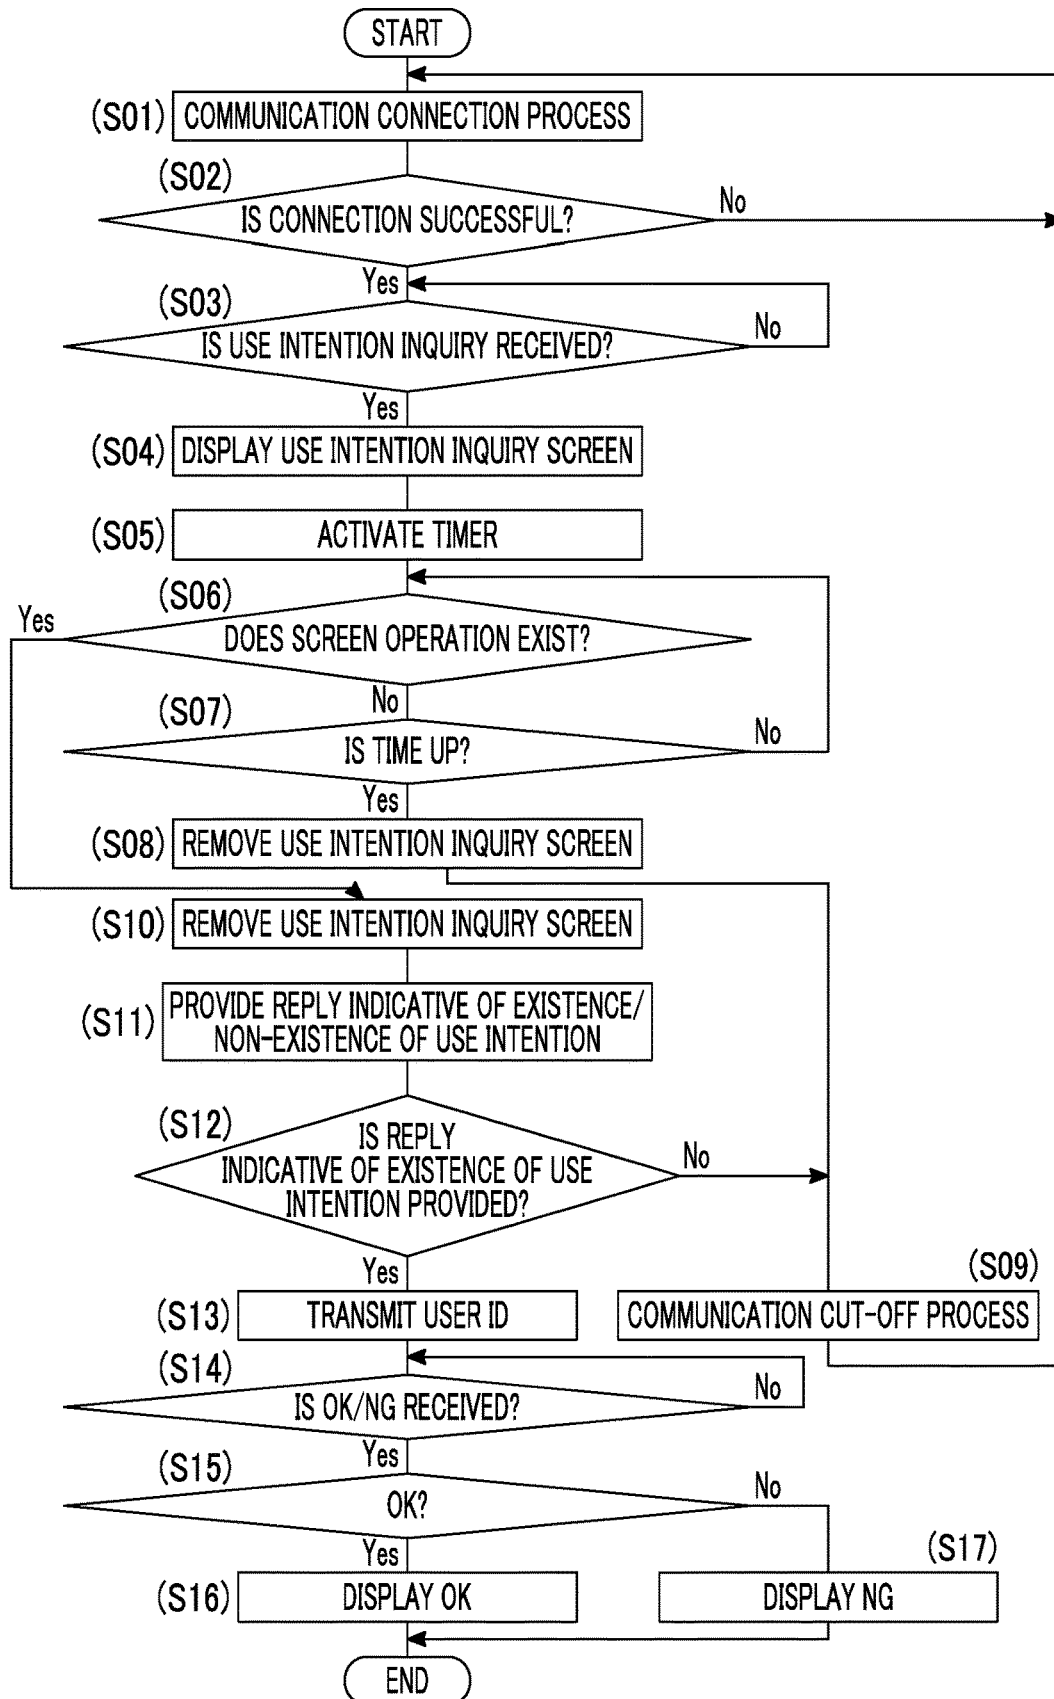 START
(S01) COMMUNICATION CONNECTION PROCESS
(S02)
IS CONNECTION SUCCESSFUL?
No
Yes
(S03)
IS USE INTENTION INQUIRY RECEIVED?
No
Yes
(S04) DISPLAY USE INTENTION INQUIRY SCREEN
(S05) ACTIVATE TIMER
(S06)
Yes
DOES SCREEN OPERATION EXIST?
No
(S07)
IS TIME UP?
No
Yes
(S08) REMOVE USE INTENTION INQUIRY SCREEN
(S10) REMOVE USE INTENTION INQUIRY SCREEN
(S11) PROVIDE REPLY INDICATIVE OF EXISTENCE/
NON-EXISTENCE OF USE INTENTION
(S12)
IS REPLY
INDICATIVE OF EXISTENCE OF USE
INTENTION PROVIDED?
No
Yes
(S09)
(S13) TRANSMIT USER ID
COMMUNICATION CUT-OFF PROCESS
(S14)
IS OK/NG RECEIVED?
No
Yes
(S15)
OK?
No
Yes
(S17)
(S16) DISPLAY OK
DISPLAY NG
END